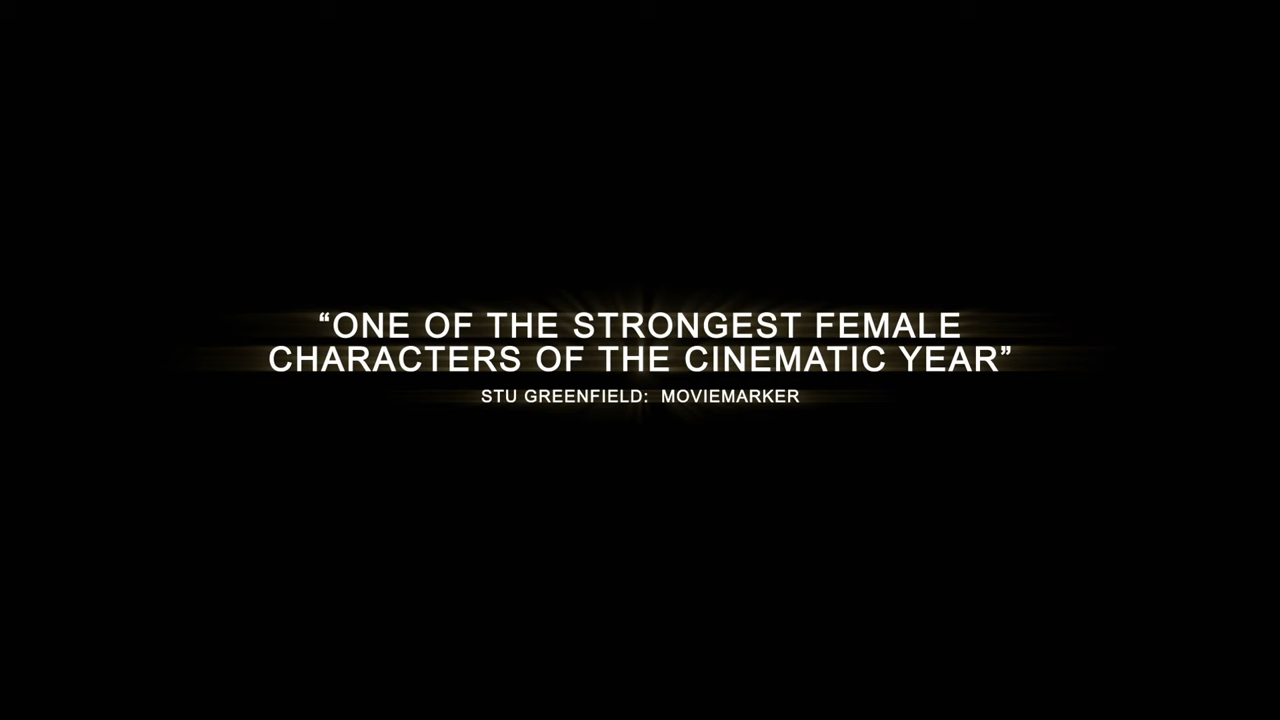 “ONE OF THE STRONGEST FEMALE
CHARACTERS OF THE CINEMATIC YEAR”
STU GREENFIELD:  MOVIEMARKER